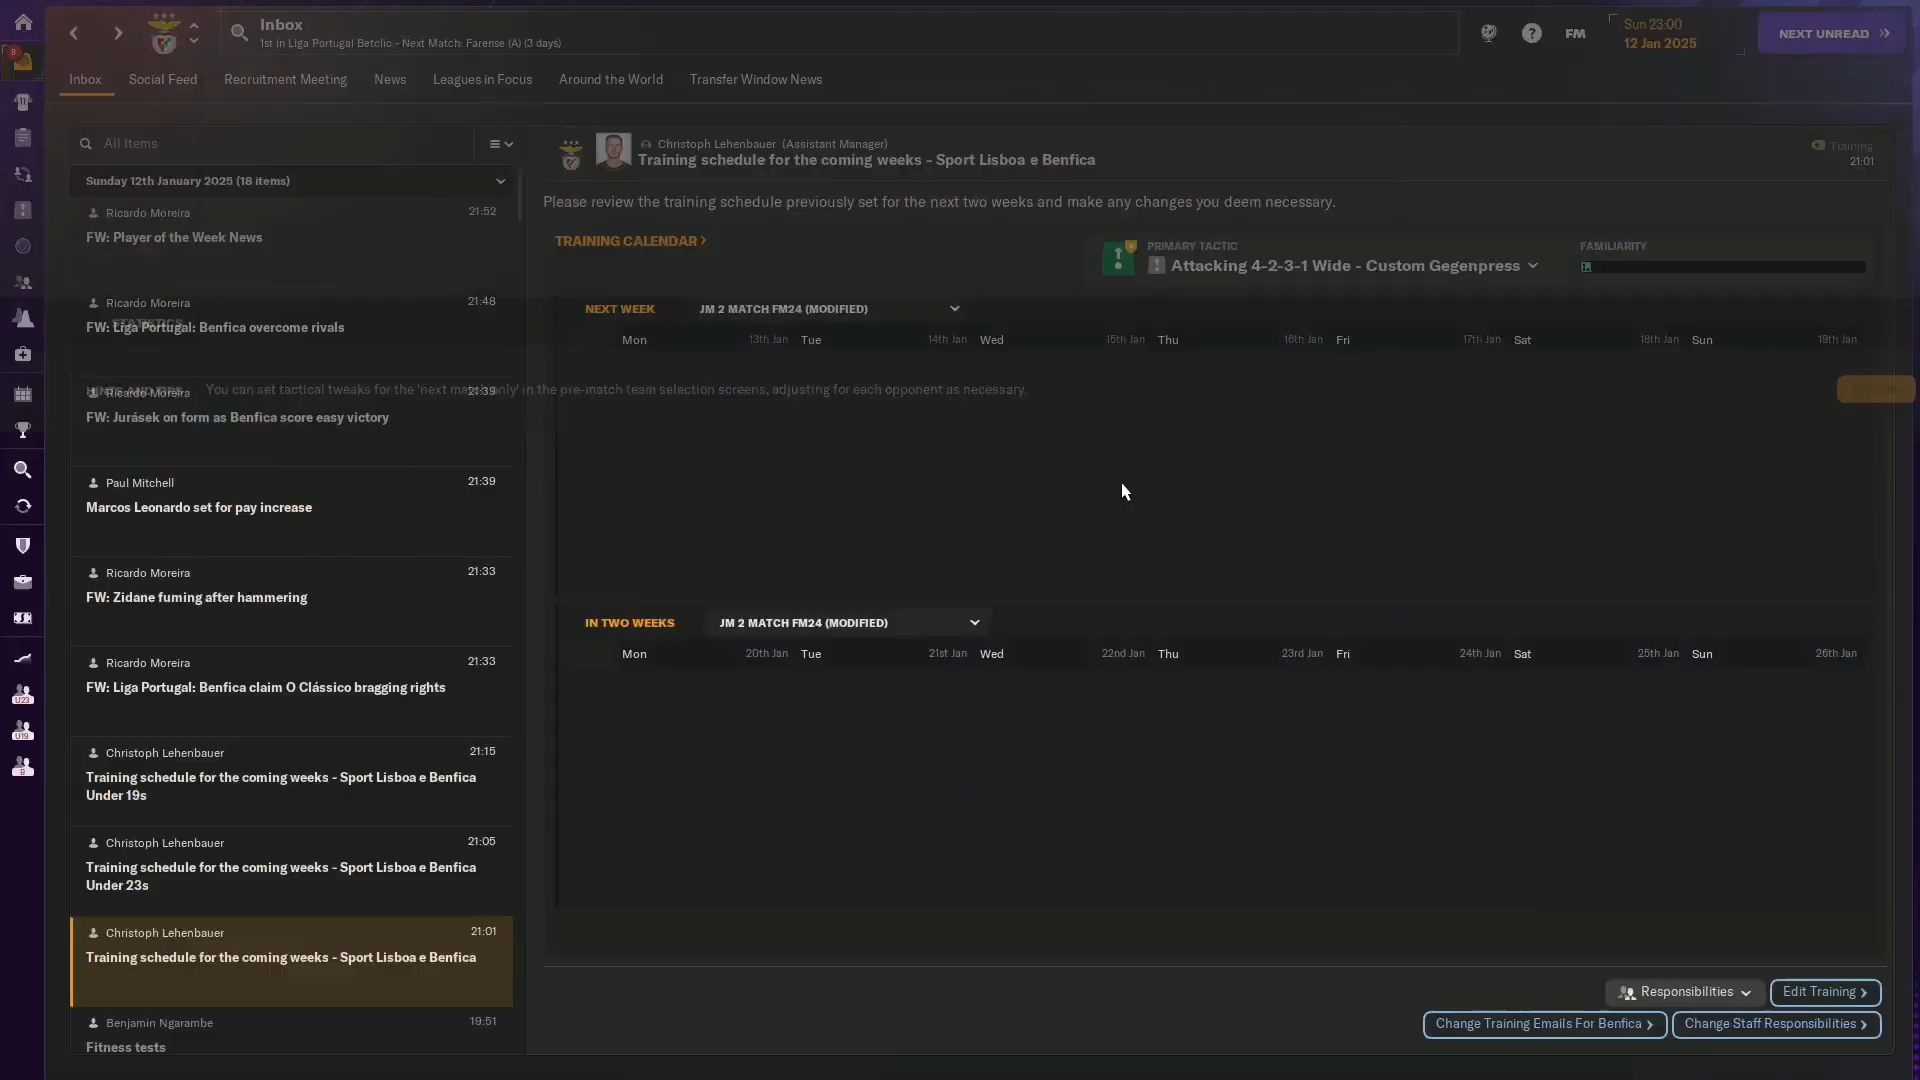 Inbox
1st in Liga Portugal Betclic - Next Match: Farense (A) (3 days)
FM
Sun 23:00
12 Jan 2025
NEXT UNREAD
8
Inbox
Social Feed
Recruitment Meeting
News
Leagues in Focus
Around the World
Transfer Window News
All Items
Sunday 12th January 2025 (18 items)
Ricardo Moreira
21:52
FW: Player of the Week News
Ricardo Moreira
21:48
STATISTICS
FW: Liga Portugal: Benfica overcome rivals
Ricardo Moreira
21:39
HINTS AND TIPS
You can set tactical tweaks for the 'next match only' in the pre-match team selection screens, adjusting for each opponent as necessary.
FW: Jurásek on form as Benfica score easy victory
Paul Mitchell
21:39
Marcos Leonardo set for pay increase
Ricardo Moreira
21:33
FW: Zidane fuming after hammering
Ricardo Moreira
21:33
FW: Liga Portugal: Benfica claim O Clássico bragging rights
Christoph Lehenbauer
21:15
Training schedule for the coming weeks - Sport Lisboa e Benfica
Under 19s
Christoph Lehenbauer
21:05
Training schedule for the coming weeks - Sport Lisboa e Benfica
Under 23s
Christoph Lehenbauer
21:01
Training schedule for the coming weeks - Sport Lisboa e Benfica
Benjamin Ngarambe
19:51
Fitness tests
U23
U19
B
Christoph Lehenbauer (Assistant Manager)
Training schedule for the coming weeks - Sport Lisboa e Benfica
Training
21:01
Please review the training schedule previously set for the next two weeks and make any changes you deem necessary.
TRAINING CALENDAR
PRIMARY TACTIC
Attacking 4-2-3-1 Wide - Custom Gegenpress
FAMILIARITY
NEXT WEEK
JM 2 MATCH FM24 (MODIFIED)
Mon 13th Jan Tue 14th Jan Wed 15th Jan Thu 16th Jan Fri 17th Jan Sat 18th Jan Sun 19th Jan
IN TWO WEEKS
JM 2 MATCH FM24 (MODIFIED)
Mon 20th Jan Tue 21st Jan Wed 22nd Jan Thu 23rd Jan Fri 24th Jan Sat 25th Jan Sun 26th Jan
Responsibilities
Edit Training
Change Training Emails For Benfica
Change Staff Responsibilities